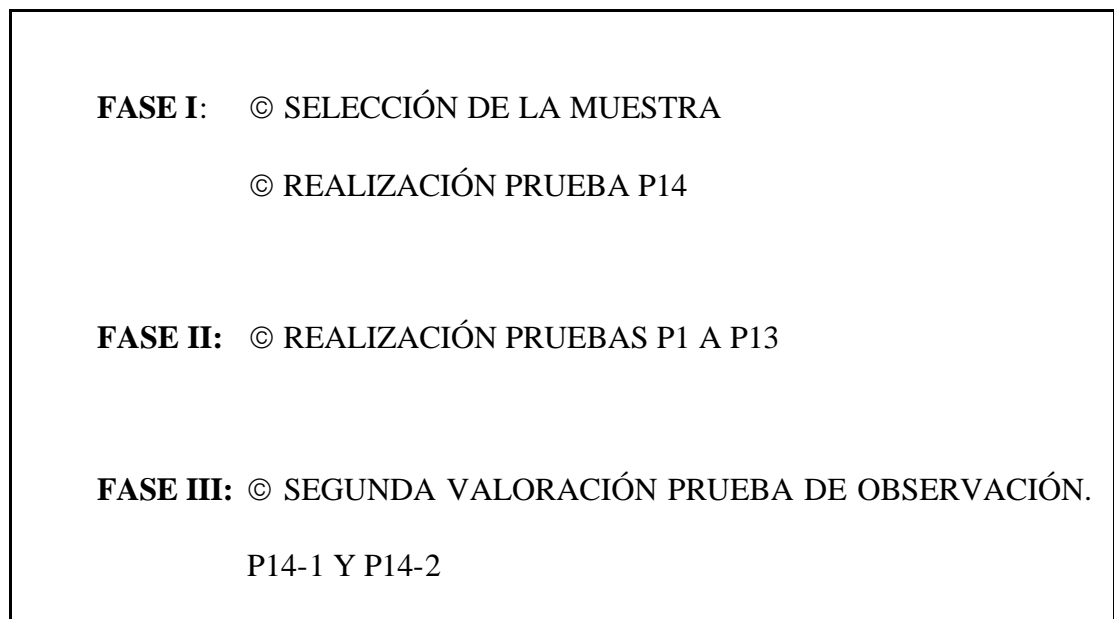 FASE I: © SELECCIÓN DE LA MUESTRA
© REALIZACIÓN PRUEBA P14
FASE II: © REALIZACIÓN PRUEBAS P1 A P13
FASE III: © SEGUNDA VALORACIÓN PRUEBA DE OBSERVACIÓN.
P14-1 Y P14-2